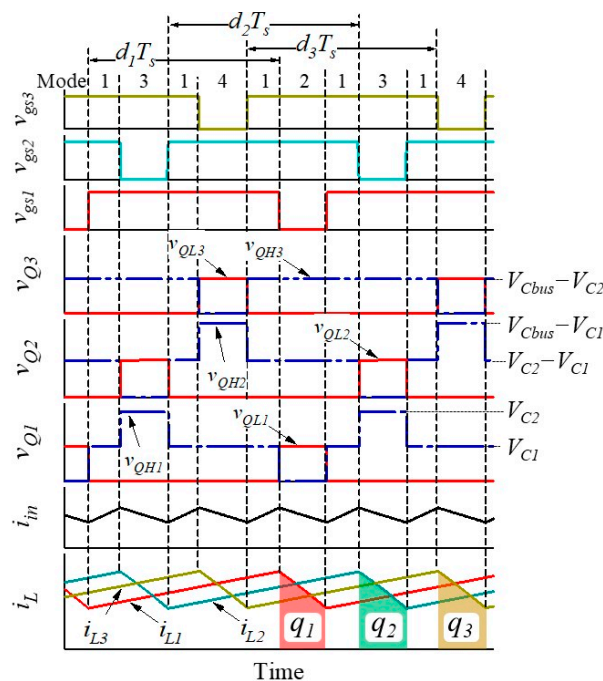 d2Ts
d1Ts
d3Ts
Mode 1 3 1 4 1 2 1 3 1 4
vgs3
vgs2
vgs1
vQ3
vQL3
vQH3
VCbus−VC2
vQ2
vQH2
vQL2
VCbus−VC1
VC2−VC1
vQ1
vQH1
vQL1
VC2
VC1
iin
iL
iL3
iL1
iL2
q1
q2
q3
Time